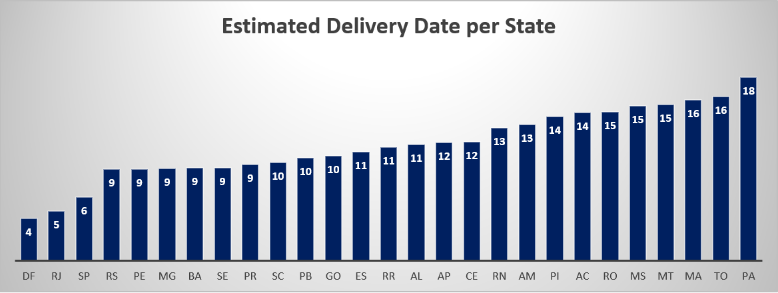 Estimated Delivery Date per State
4 5 6 9 9 9 9 9 9 10 10 10 11 11 11 12 12 13 13 14 14 15 15 15 16 16 18
DF RJ SP RS PE MG BA SE PR SC PB GO ES RR AL AP CE RN AM PI AC RO MS MT MA TO PA